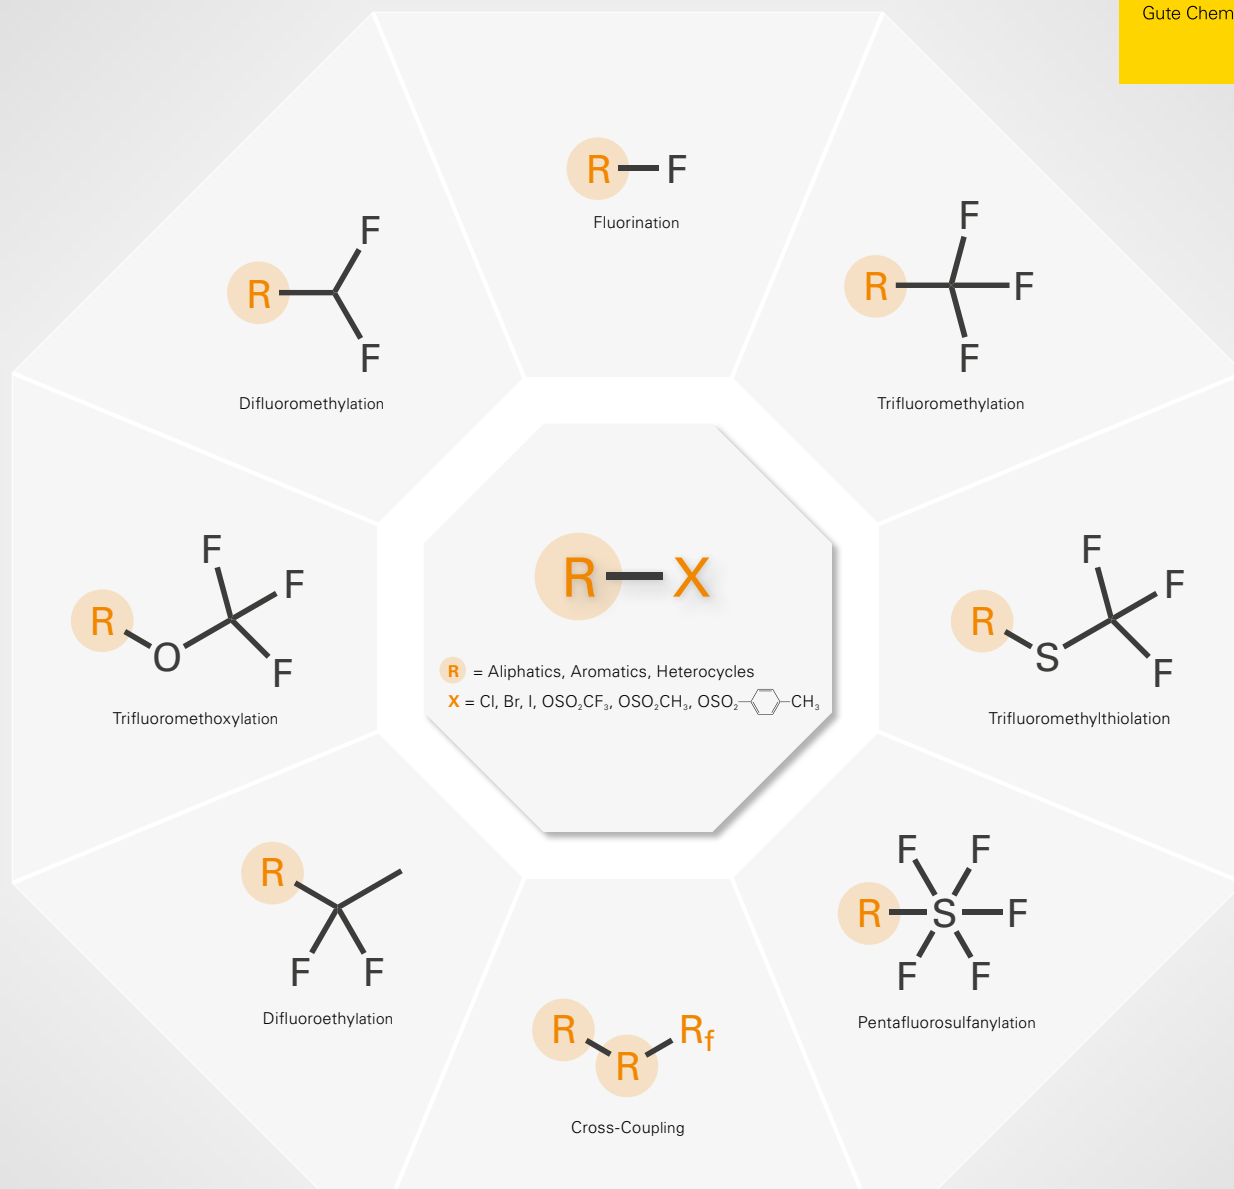 Gute Chem
R F
Fluorination
R F F
Difluoromethylation
R F F F
Trifluoromethylation
R O F F F
Trifluoromethoxylation
R X
R = Aliphatics, Aromatics, Heterocycles
X = Cl, Br, I, OSO₂CF₃, OSO₂CH₃, OSO₂ CH₃
R S F F F
Trifluoromethylthiolation
R F F
Difluoroethylation
R R Rf
Cross-Coupling
R S F F F F F
Pentafluorosulfanylation